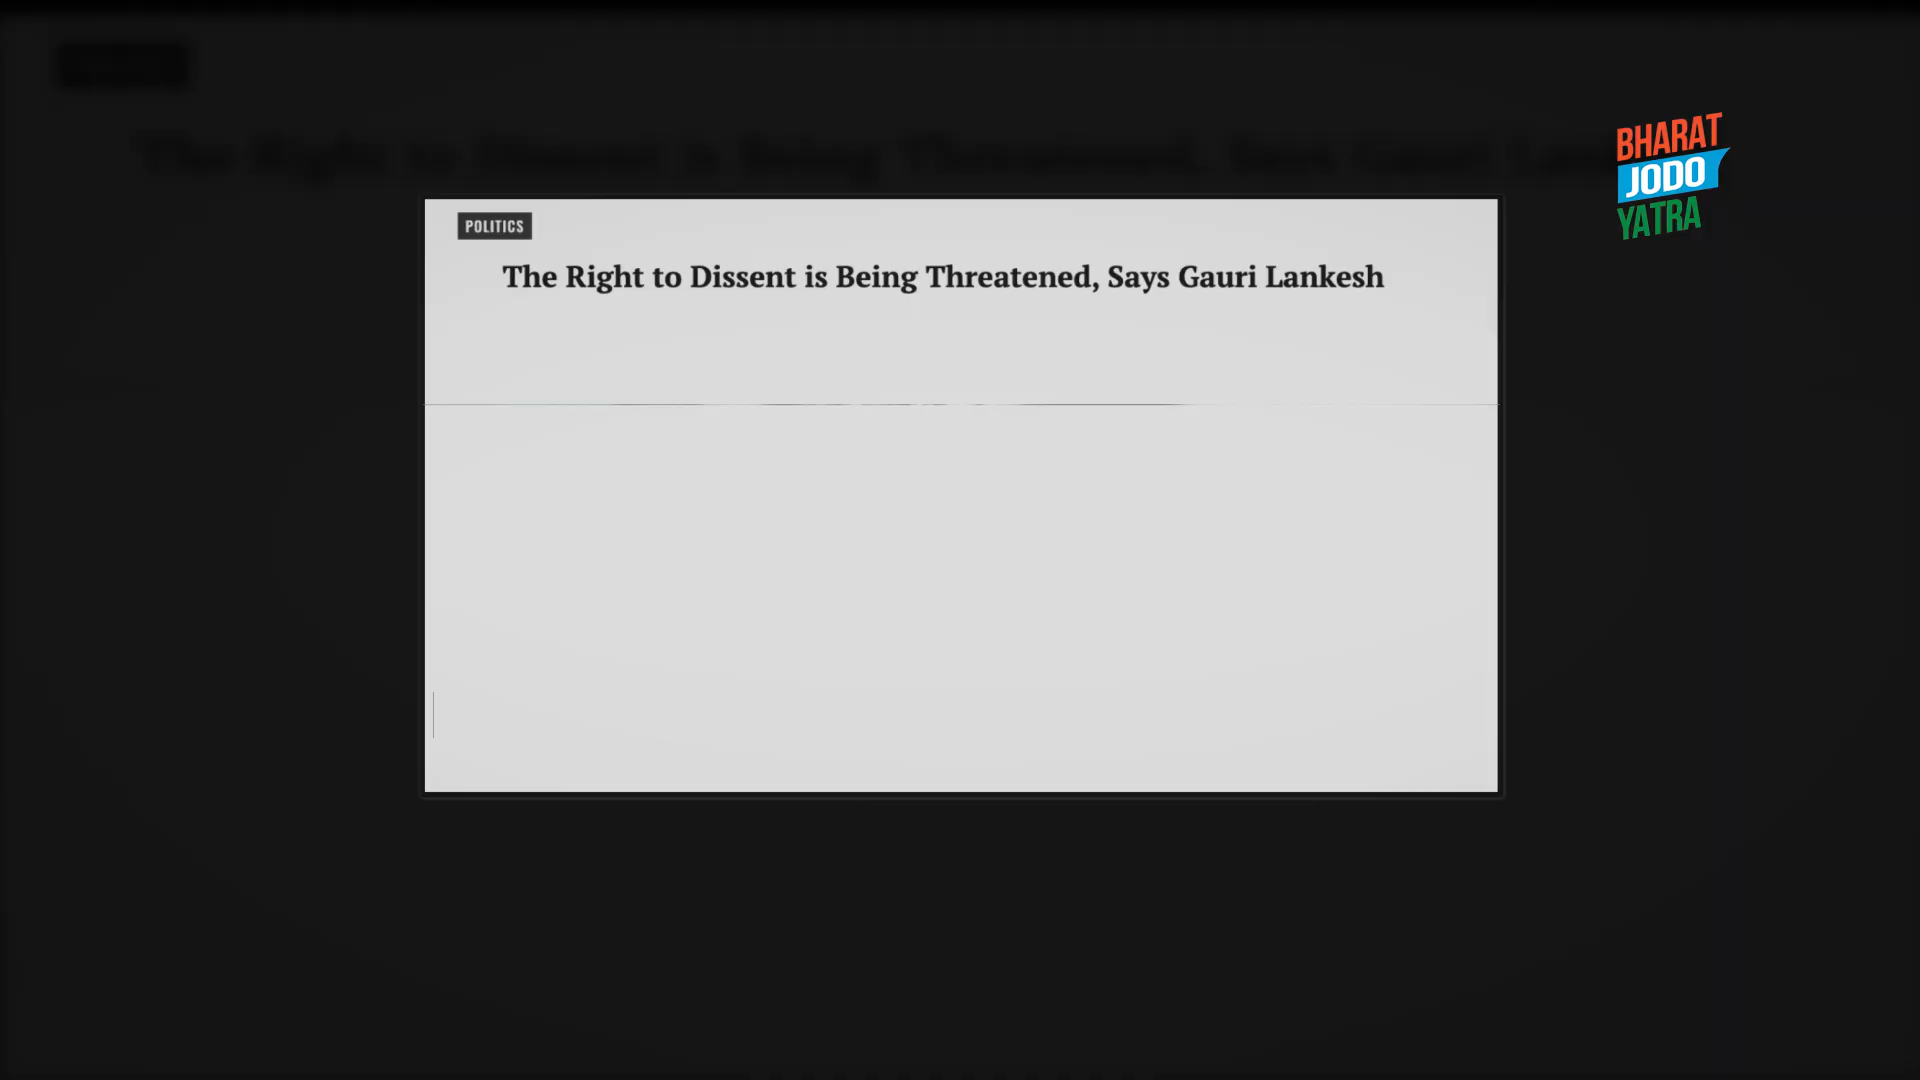 POLITICS
The Right to Dissent is Being Threatened, Says Gauri Lankesh
BHARAT
JODO
YATRA